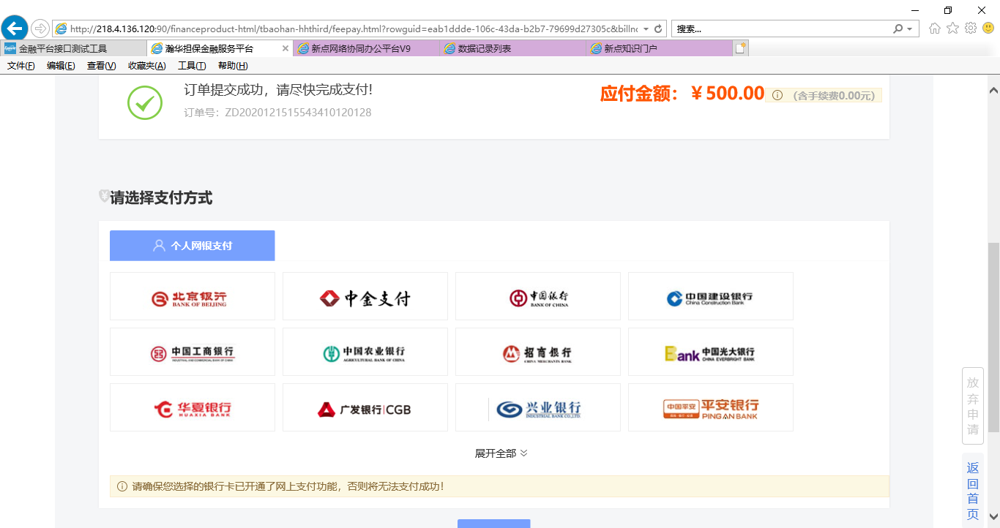 http://218.4.136.120:90/financeproduct-html/tbaohan-hhthird/feepay.html?rowguid=eab1ddde-106c-43da-b2b7-79699d27305c&billn
搜索...
金融平台接口测试工具
瀚华担保金融服务平台
新点网络协同办公平台V9
数据记录列表
新点知识门户
文件(F) 编辑(E) 查看(V) 收藏夹(A) 工具(T) 帮助(H)
订单提交成功，请尽快完成支付!
应付金额：￥500.00
(含手续费0.00元)
订单号：ZD2020121515543410120128
请选择支付方式
个人网银支付
北京银行
BANK OF BEIJING
中金支付
中国银行
BANK OF CHINA
中国建设银行
China Construction Bank
中国工商银行
INDUSTRIAL AND COMMERCIAL BANK OF CHINA
中国农业银行
AGRICULTURAL BANK OF CHINA
招商银行
CHINA MERCHANTS BANK
Bank 中国光大银行
CHINA EVERBRIGHT BANK
华夏银行
HUAXIA BANK
广发银行|CGB
兴业银行
INDUSTRIAL BANK CO.,LTD.
中国平安 平安银行
PING AN BANK
展开全部
请确保您选择的银行卡已开通了网上支付功能，否则将无法支付成功!
放弃申请
返回首页